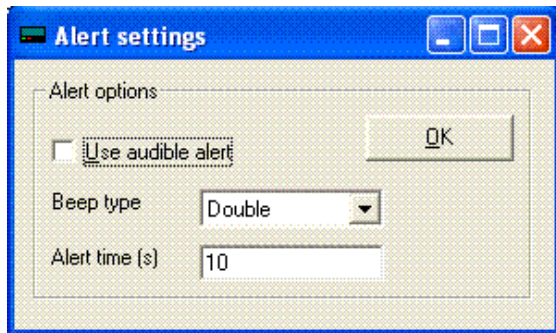 Alert settings
Alert options
Use audible alert
OK
Beep type
Double
Alert time (s)
10